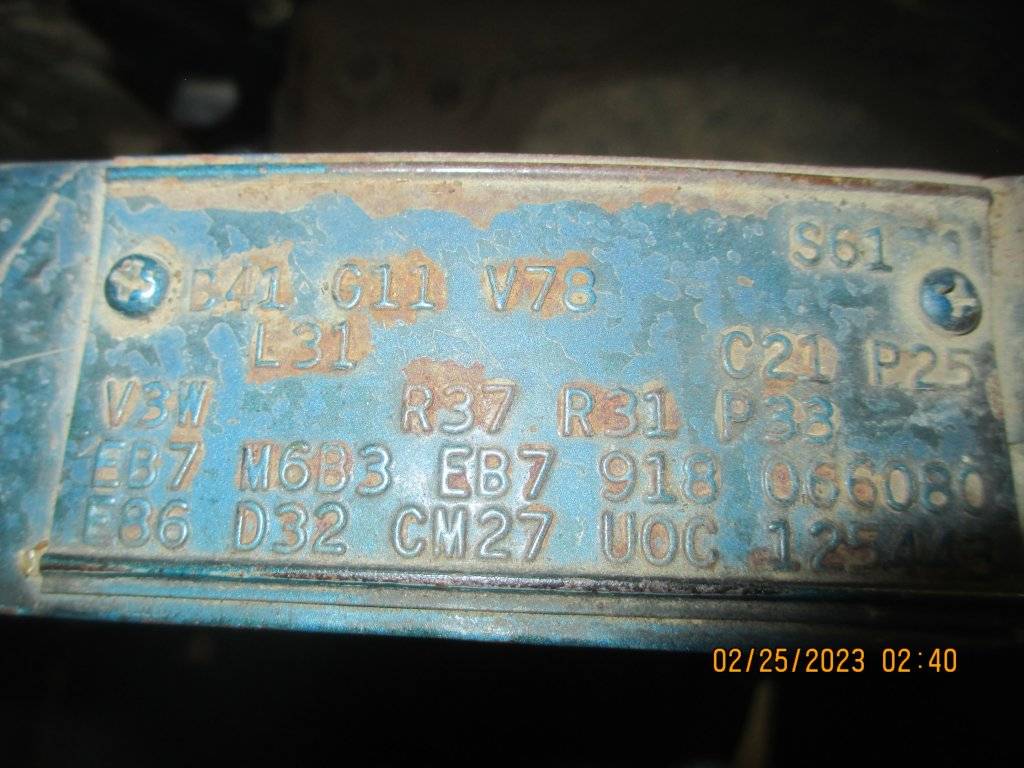 S61
B41 G11 V78
L31 C21 P25
V3W R37 R31 P33
EB7 M6B3 EB7 918 066080
E86 D32 CM27 U0C
02/25/2023 02:40